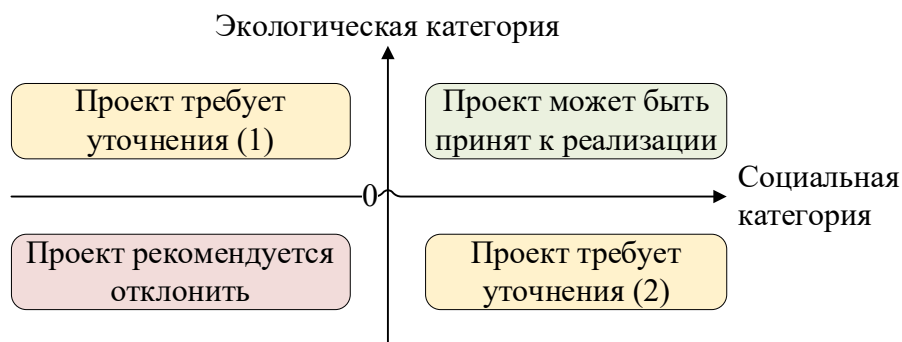 Экологическая категория
Проект требует
уточнения (1)
Проект может быть
принят к реализации
0
Социальная
категория
Проект рекомендуется
отклонить
Проект требует
уточнения (2)